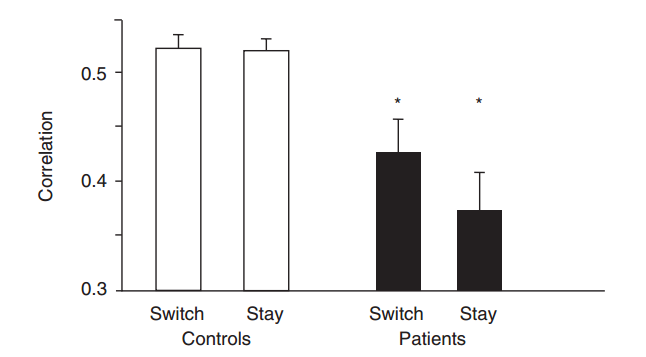 0.5
0.4
0.3
Correlation
* *
Switch Stay Switch Stay
Controls Patients